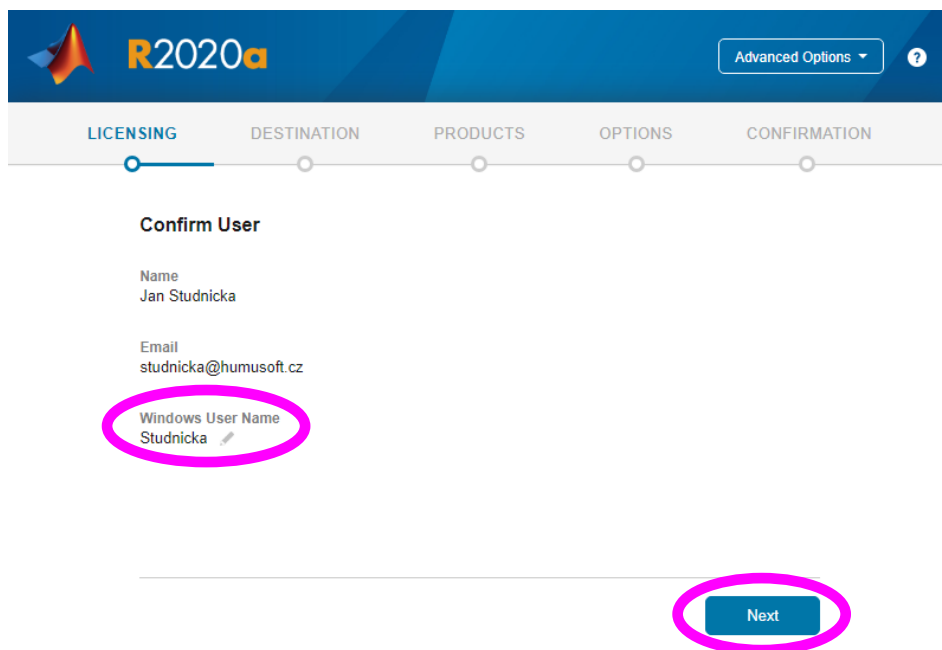 R2020a
Advanced Options
?
LICENSING DESTINATION PRODUCTS OPTIONS CONFIRMATION
Confirm User
Name
Jan Studnicka
Email
studnicka@humusoft.cz
Windows User Name
Studnicka
Next